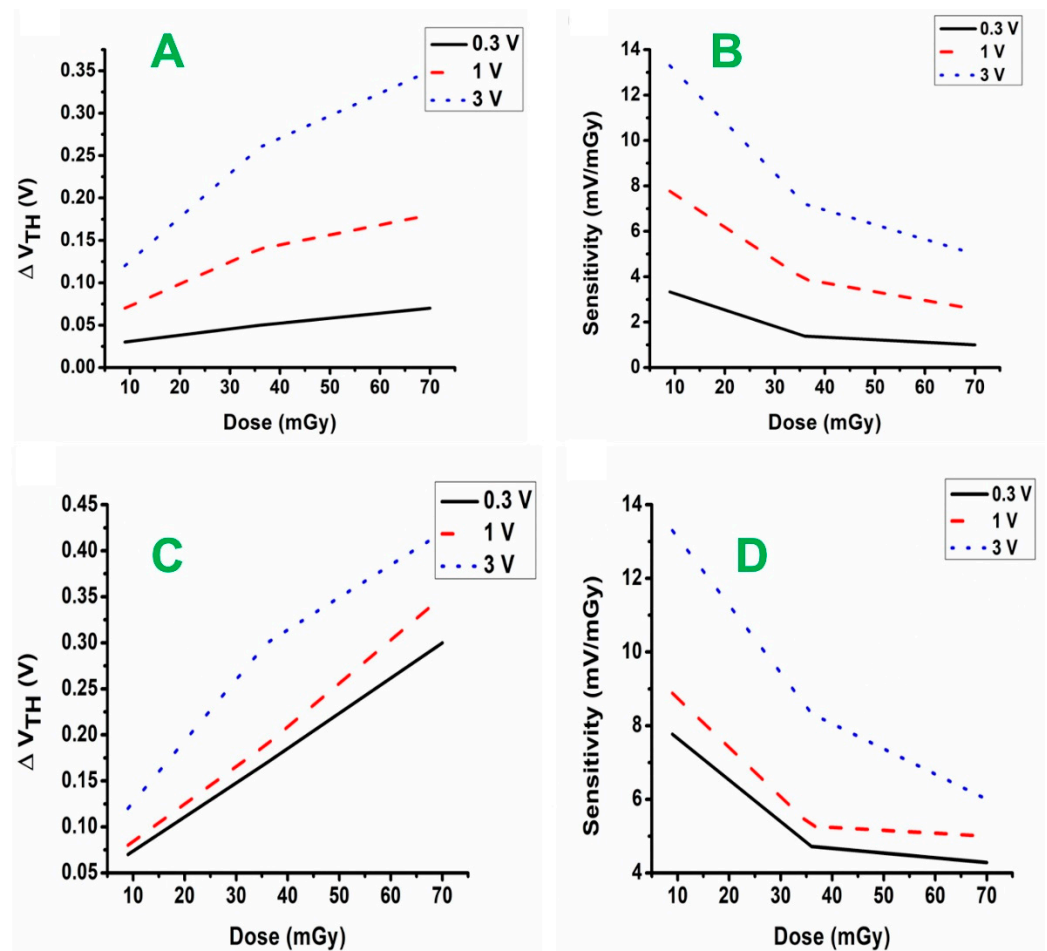 A
0.3 V
1 V
3 V
0.35
0.30
0.25
0.20
0.15
0.10
0.05
0.00
Δ VTH (V)
10 20 30 40 50 60 70
Dose (mGy)
B
0.3 V
1 V
3 V
14
12
10
8
6
4
2
0
Sensitivity (mV/mGy)
10 20 30 40 50 60 70
Dose (mGy)
C
0.3 V
1 V
3 V
0.45
0.40
0.35
0.30
0.25
0.20
0.15
0.10
0.05
Δ VTH (V)
10 20 30 40 50 60 70
Dose (mGy)
D
0.3 V
1 V
3 V
14
12
10
8
6
4
Sensitivity (mV/mGy)
10 20 30 40 50 60 70
Dose (mGy)